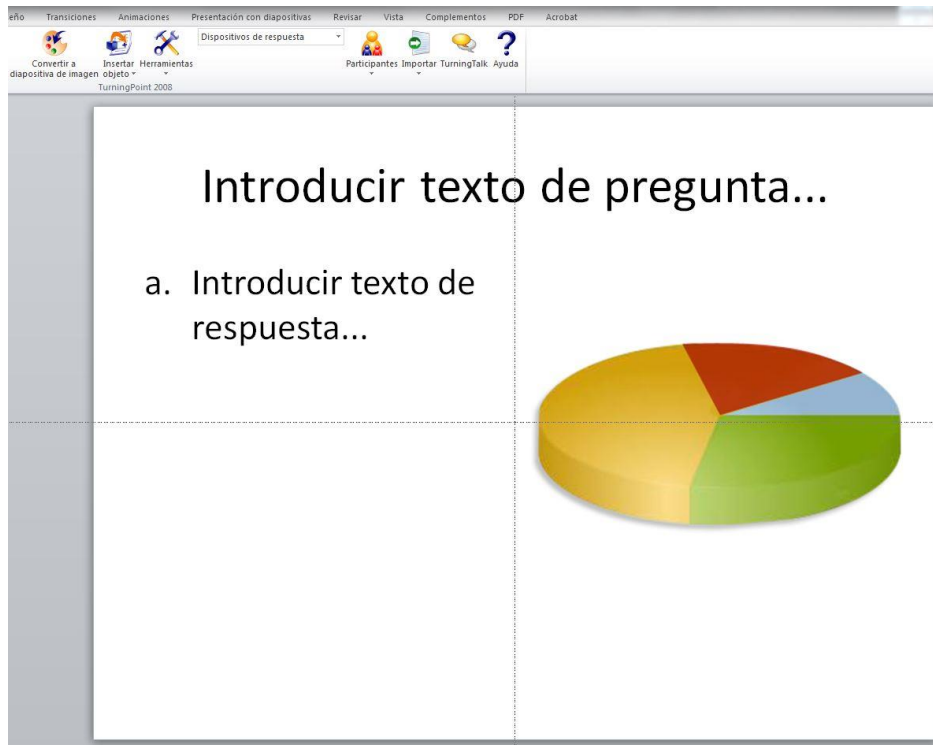 eño Transiciones Animaciones Presentación con diapositivas Revisar Vista Complementos PDF Acrobat
Dispositivos de respuesta
Convertir a diapositiva de imagen
Insertar objeto
Herramientas
Participantes
Importar
TurningTalk
Ayuda
TurningPoint 2008
Introducir texto de pregunta...
a. Introducir texto de
respuesta...